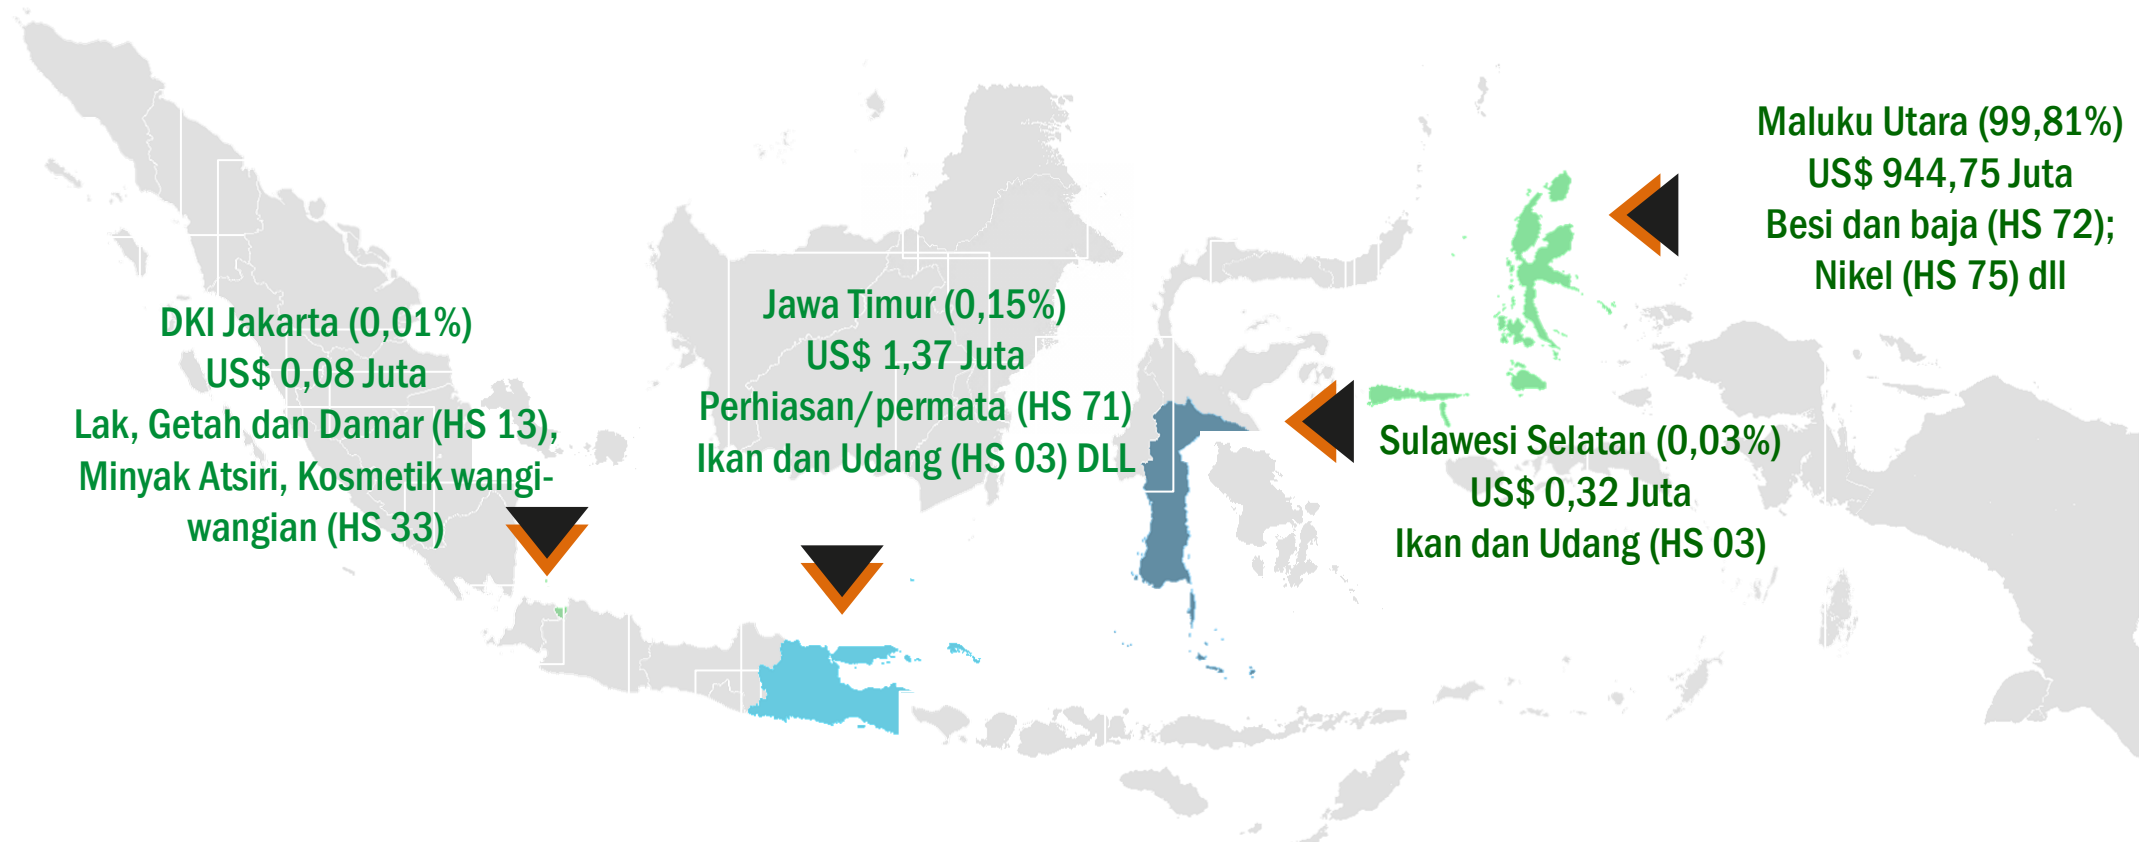 Maluku Utara (99,81%)
US$ 944,75 Juta
Besi dan baja (HS 72);
Nikel (HS 75) dll
DKI Jakarta (0,01%)
US$ 0,08 Juta
Lak, Getah dan Damar (HS 13),
Minyak Atsiri, Kosmetik wangi-
wangian (HS 33)
Jawa Timur (0,15%)
US$ 1,37 Juta
Perhiasan/permata (HS 71)
Ikan dan Udang (HS 03) DLL
Sulawesi Selatan (0,03%)
US$ 0,32 Juta
Ikan dan Udang (HS 03)